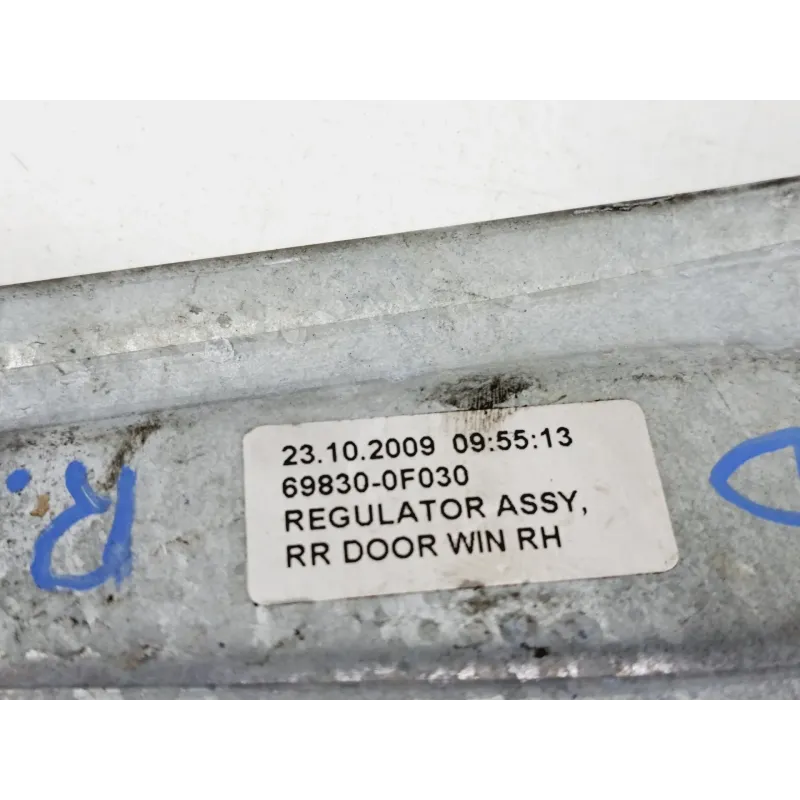 23.10.2009 09:55:13
69830-0F030
REGULATOR ASSY,
RR DOOR WIN RH
R.